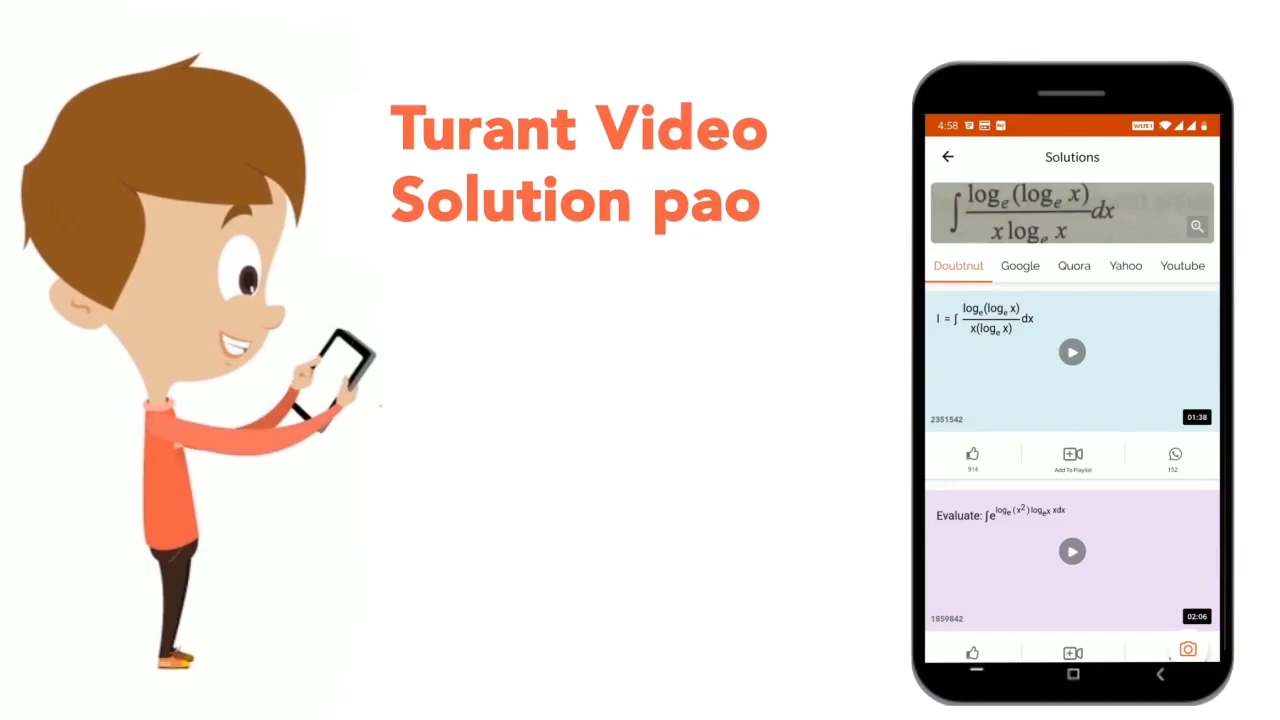 Turant Video
Solution pao
4:58
Solutions
∫ logₑ(logₑ x) / x logₑ x dx
Doubtnut Google Quora Yahoo Youtube
I = ∫ logₑ(logₑ x) / x(logₑ x) dx
2351542 01:38
914 Add To Playlist 152
Evaluate: ∫e^logₑ(x²)logₑx xdx
1859842 02:06